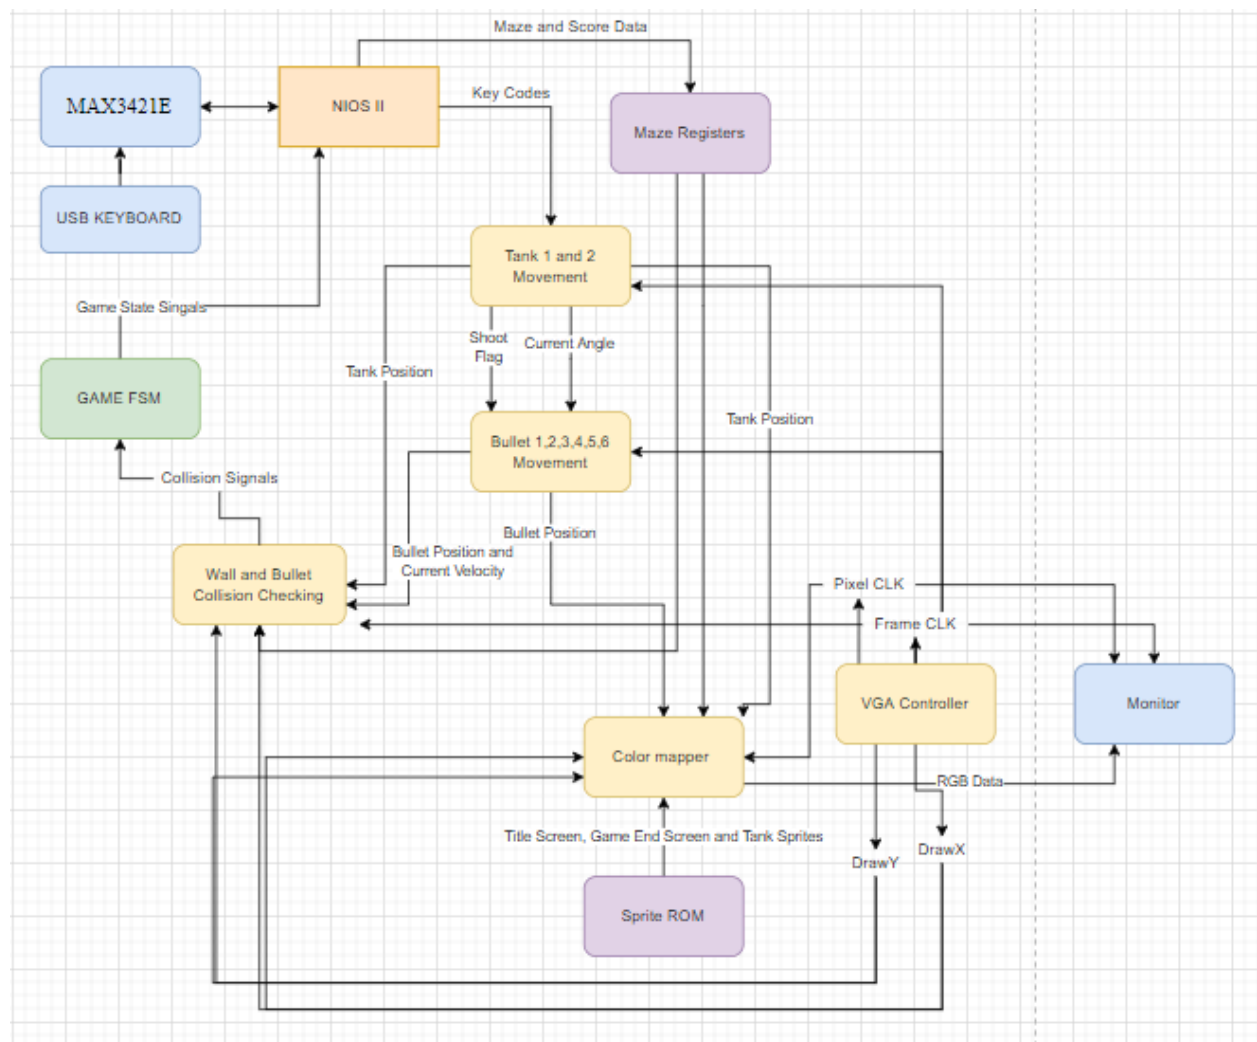 Maze and Score Data
MAX3421E
NIOS II
Key Codes
Maze Registers
USB KEYBOARD
Tank 1 and 2
Movement
Game State Singals
Shoot
Flag
Current Angle
Tank Position
GAME FSM
Tank Position
Bullet 1,2,3,4,5,6
Movement
Collision Signals
Bullet Position
Bullet Position and
Current Velocity
Wall and Bullet
Collision Checking
Pixel CLK
Frame CLK
VGA Controller
Monitor
Color mapper
RGB Data
Title Screen, Game End Screen and Tank Sprites
DrawY
DrawX
Sprite ROM